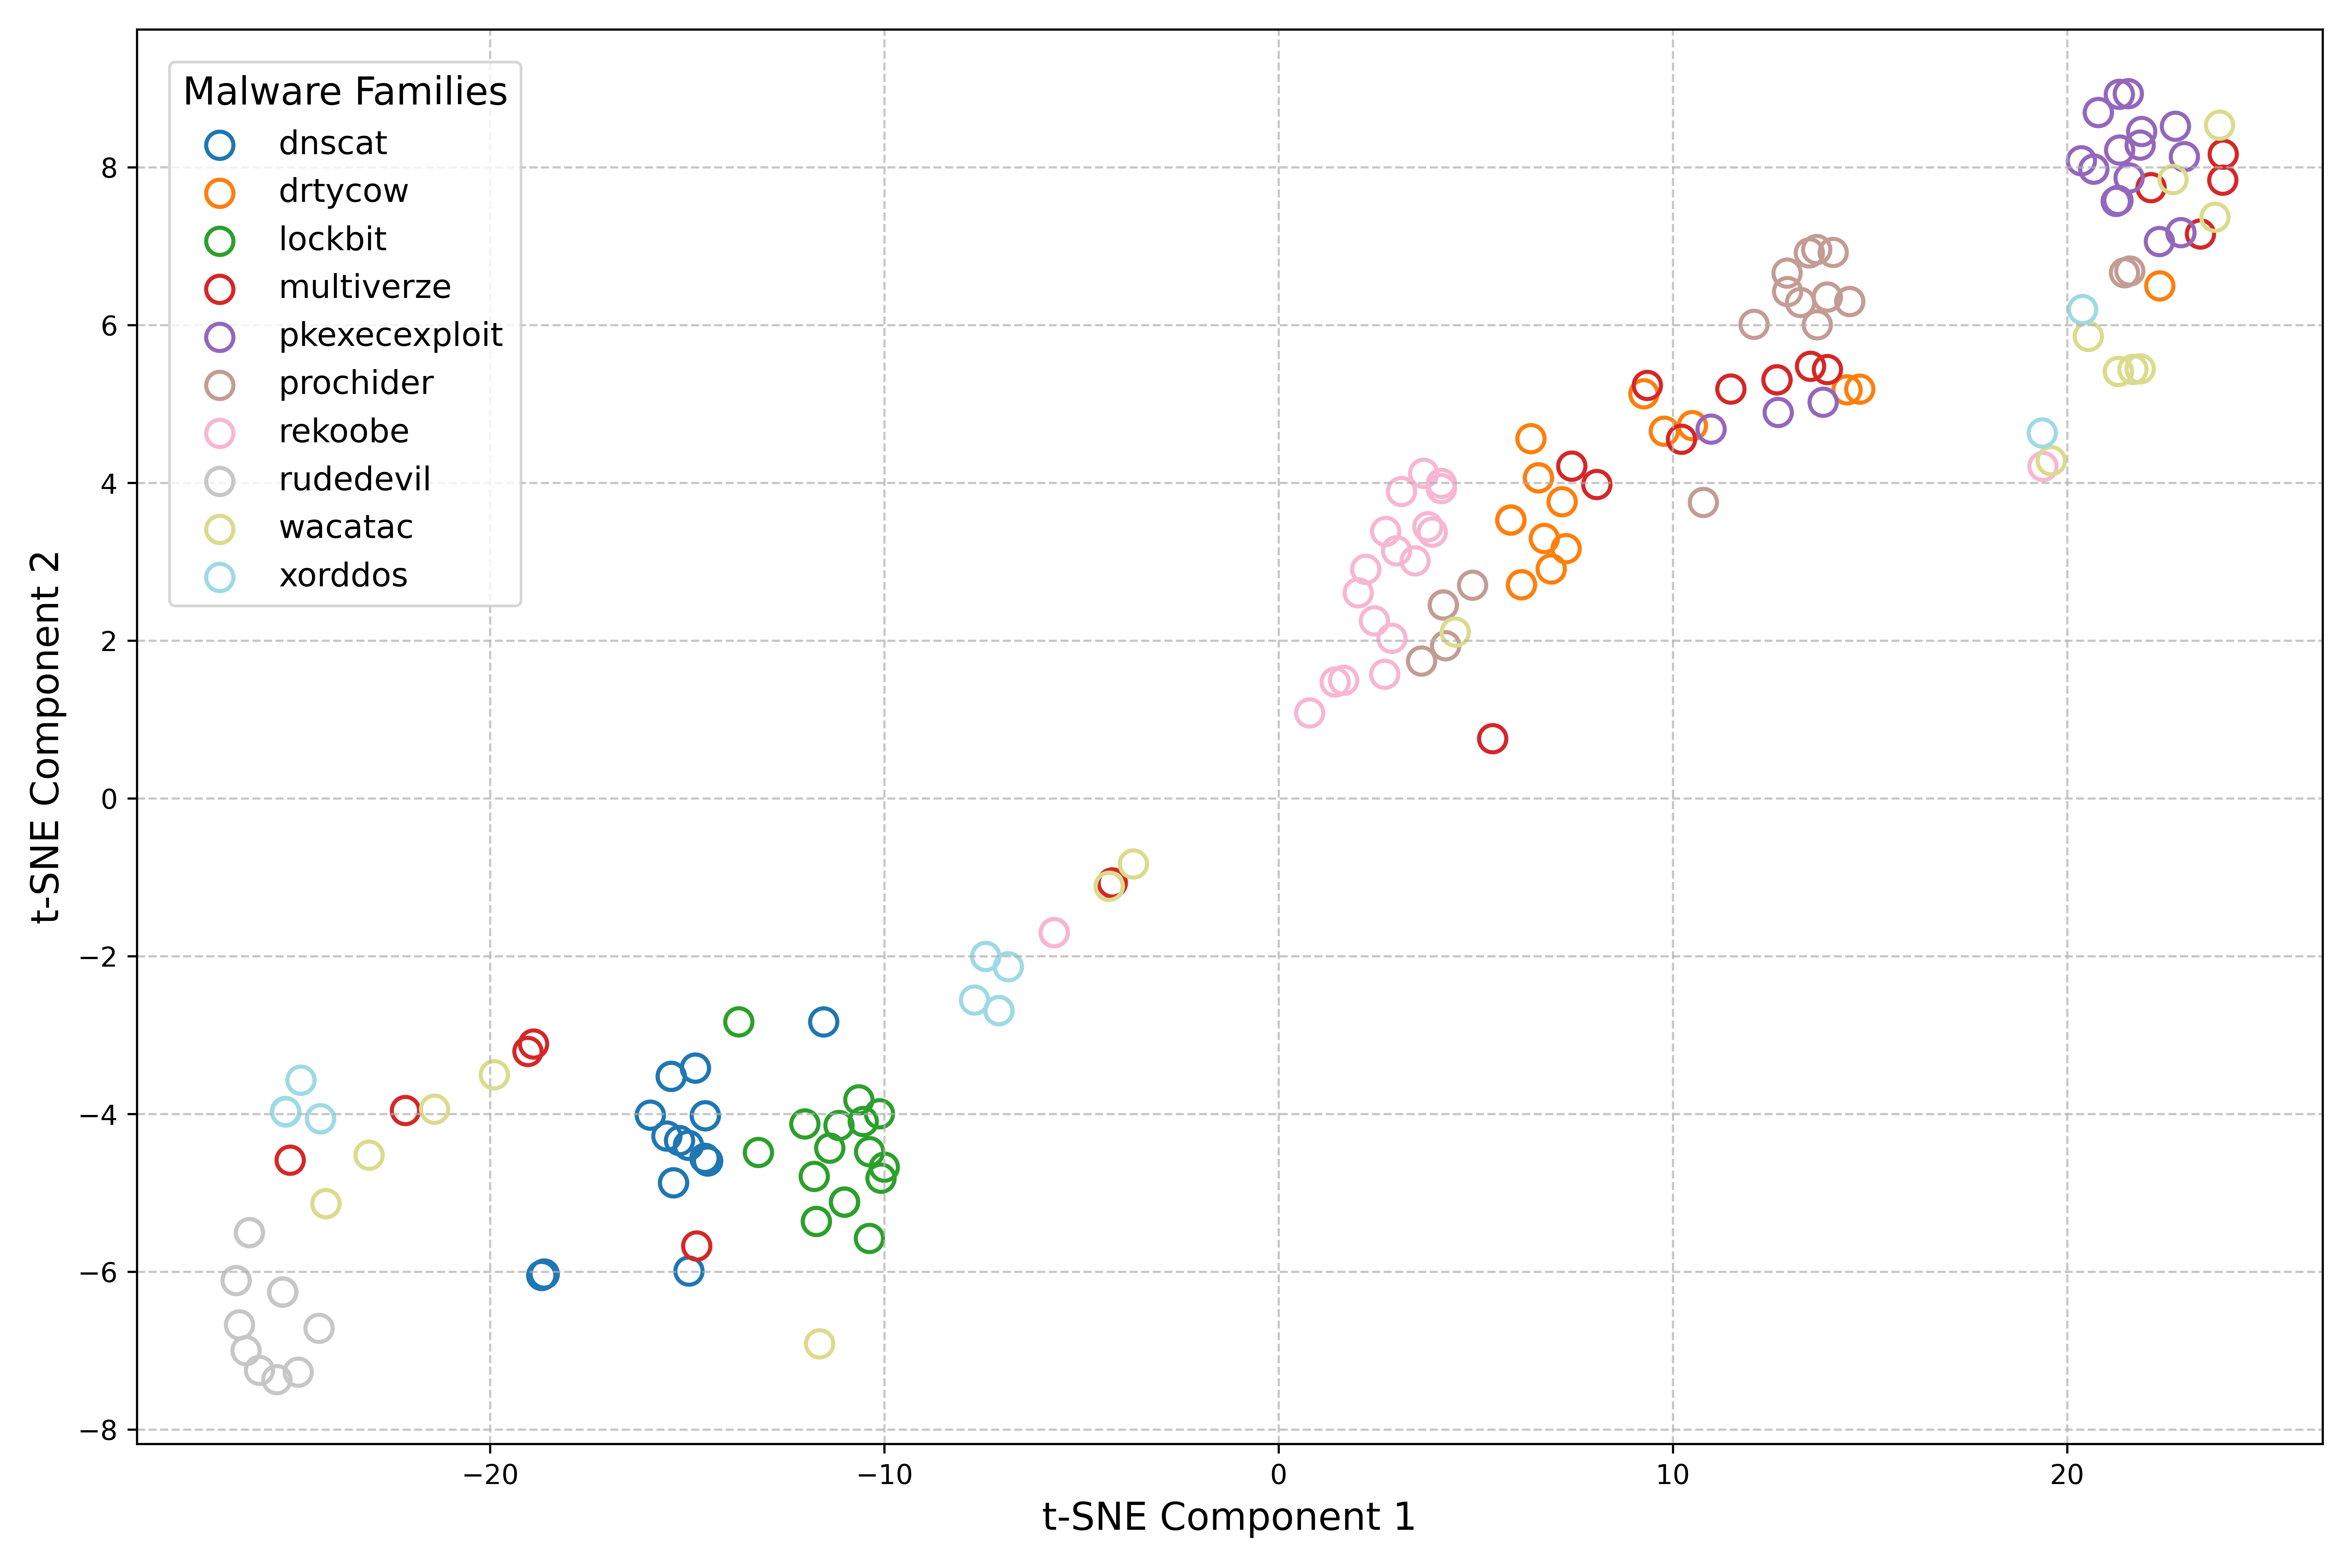 Malware Families
dnscat
drtycow
lockbit
multiverze
pkexecexploit
prochider
rekoobe
rudedevil
wacatac
xorddos
t-SNE Component 2
8
6
4
2
0
−2
−4
−6
−8
−20
−10
0
10
20
t-SNE Component 1